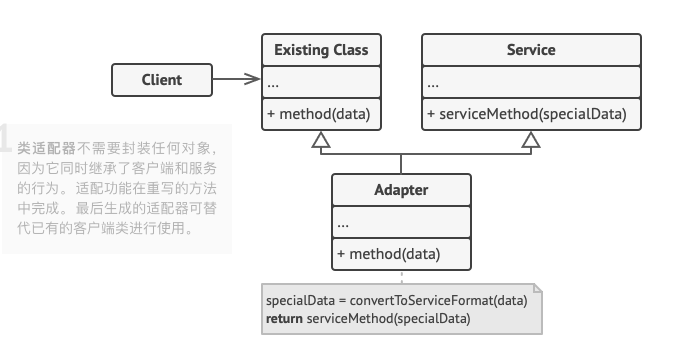 Client
Existing Class
...
+ method(data)
Service
...
+ serviceMethod(specialData)
1
类适配器不需要封装任何对象，
因为它同时继承了客户端和服务
的行为。适配功能在重写的方法
中完成。最后生成的适配器可替
代已有的客户端类进行使用。
Adapter
...
+ method(data)
specialData = convertToServiceFormat(data)
return serviceMethod(specialData)